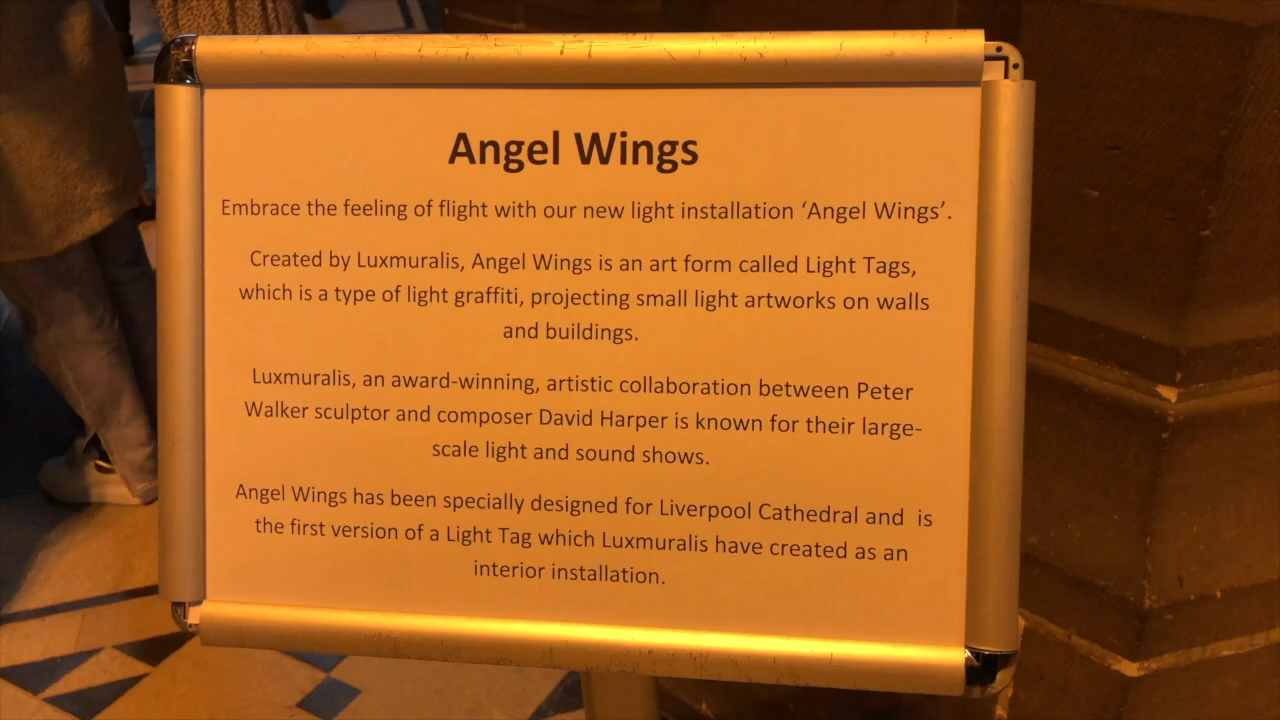 Angel Wings
Embrace the feeling of flight with our new light installation ‘Angel Wings’.
Created by Luxmuralis, Angel Wings is an art form called Light Tags,
which is a type of light graffiti, projecting small light artworks on walls
and buildings.
Luxmuralis, an award-winning, artistic collaboration between Peter
Walker sculptor and composer David Harper is known for their large-
scale light and sound shows.
Angel Wings has been specially designed for Liverpool Cathedral and  is
the first version of a Light Tag which Luxmuralis have created as an
interior installation.